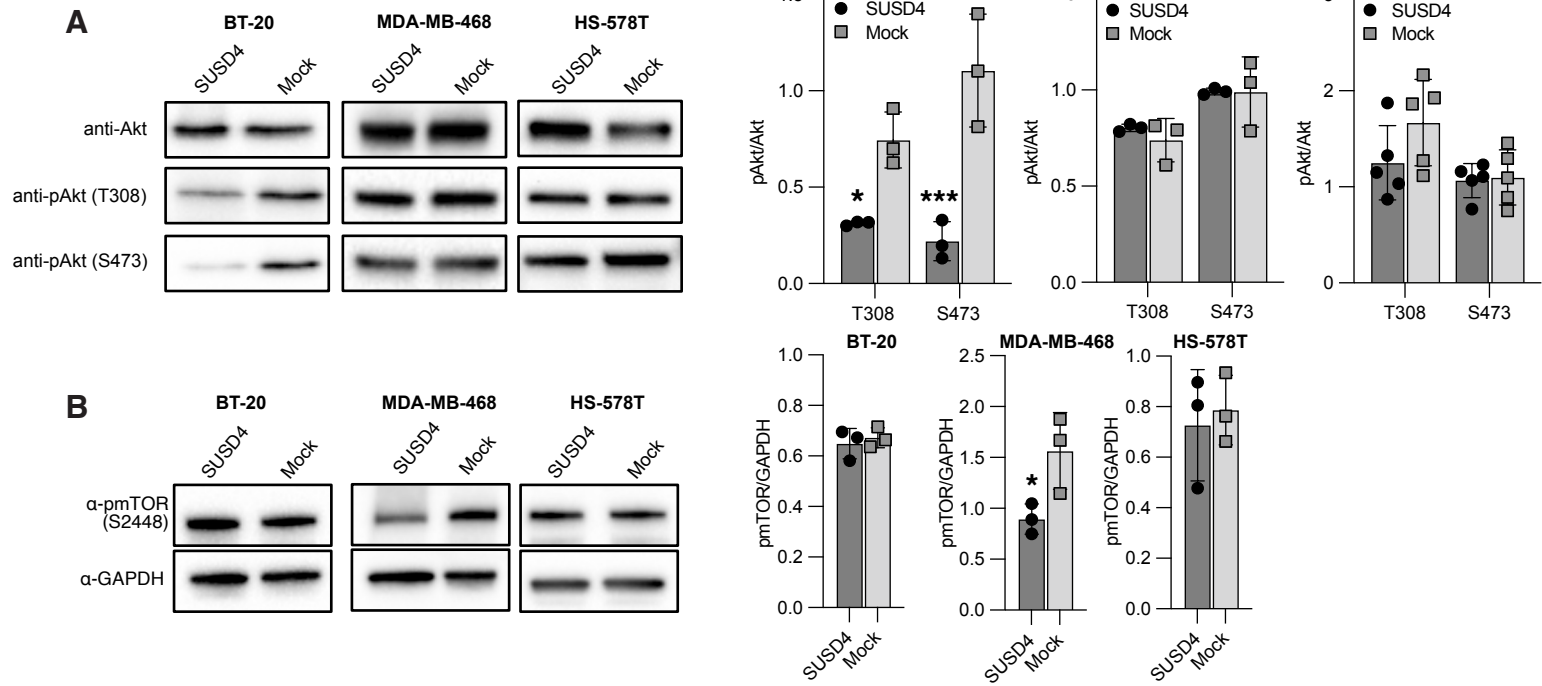 A
BT-20
MDA-MB-468
HS-578T
SUSD4
Mock
SUSD4
Mock
SUSD4
Mock
anti-Akt
anti-pAkt (T308)
anti-pAkt (S473)
SUSD4
Mock
pAkt/Akt
1.0
0.5
0.0
*
***
T308
S473
SUSD4
Mock
pAkt/Akt
1.0
0.5
0.0
T308
S473
SUSD4
Mock
pAkt/Akt
2
1
0
T308
S473
B
BT-20
MDA-MB-468
HS-578T
SUSD4
Mock
SUSD4
Mock
SUSD4
Mock
α-pmTOR
(S2448)
α-GAPDH
BT-20
pmTOR/GAPDH
1.0
0.8
0.6
0.4
0.2
0.0
SUSD4
Mock
MDA-MB-468
pmTOR/GAPDH
2.5
2.0
1.5
1.0
0.5
0.0
*
SUSD4
Mock
HS-578T
pmTOR/GAPDH
1.0
0.8
0.6
0.4
0.2
0.0
SUSD4
Mock